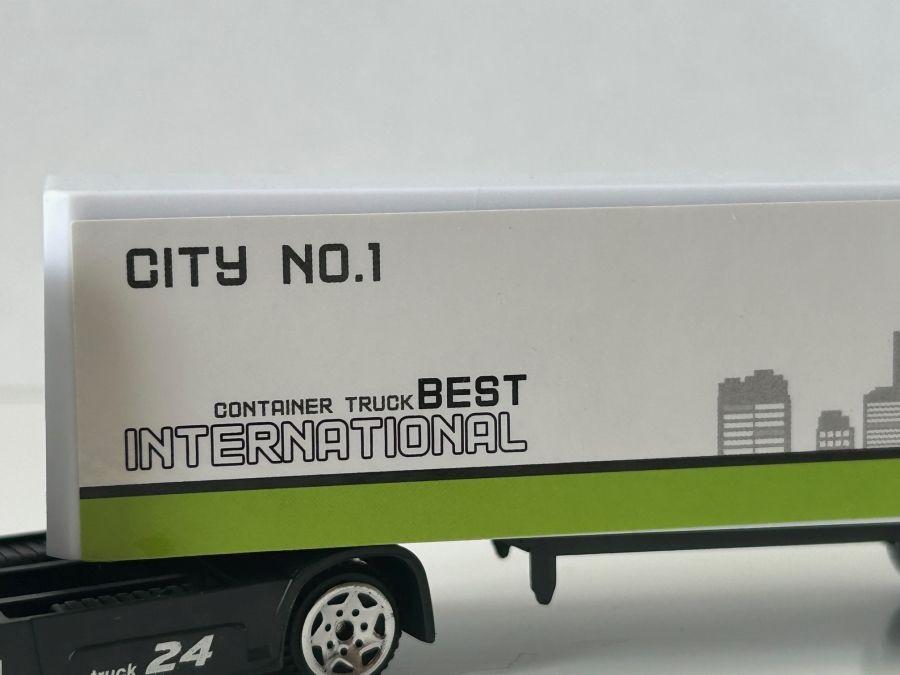 CITY NO.1
CONTAINER TRUCK BEST
INTERNATIONAL
truck 24